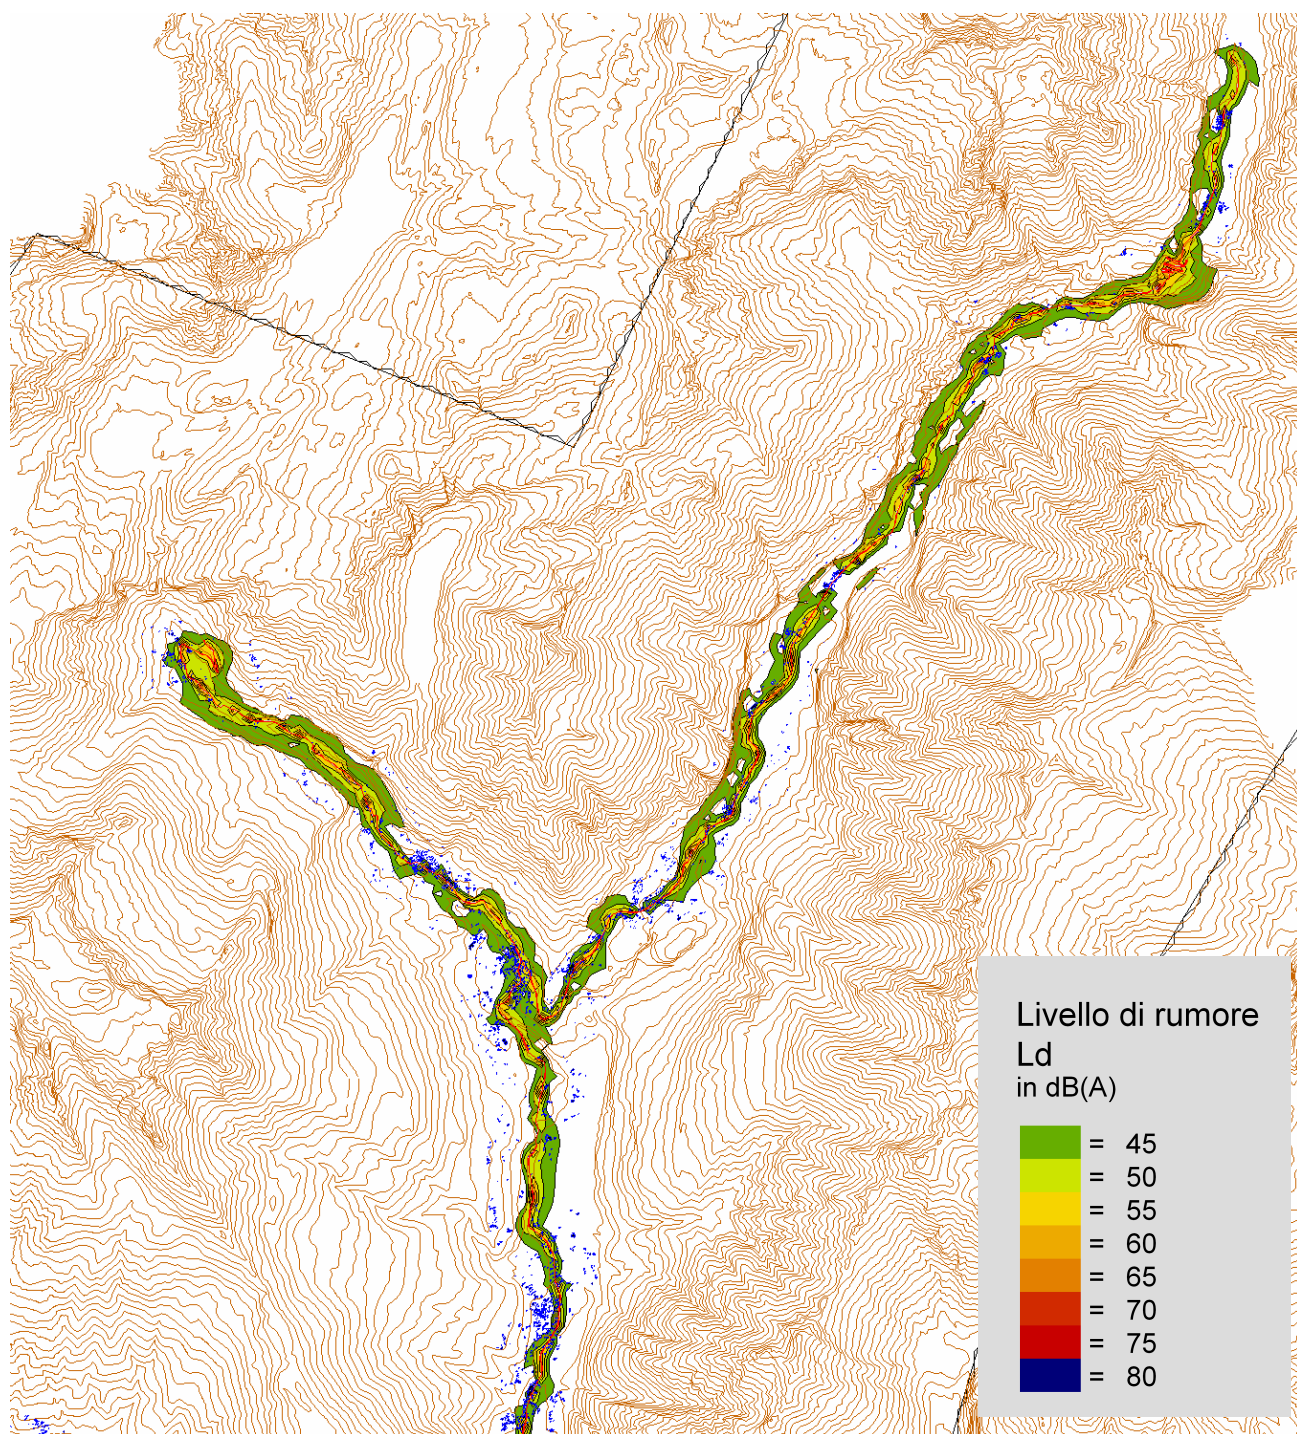 Livello di rumore
Ld
in dB(A)
= 45
= 50
= 55
= 60
= 65
= 70
= 75
= 80